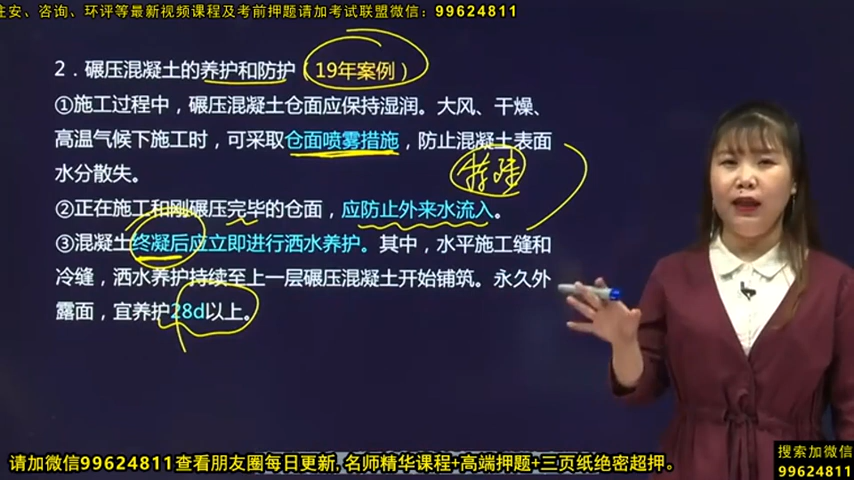 注安、咨询、环评等最新视频课程及考前押题请加考试联盟微信：99624811
2．碾压混凝土的养护和防护（19年案例）
①施工过程中，碾压混凝土仓面应保持湿润。大风、干燥、
高温气候下施工时，可采取仓面喷雾措施，防止混凝土表面
水分散失。
②正在施工和刚碾压完毕的仓面，应防止外来水流入。
③混凝土终凝后应立即进行洒水养护。其中，水平施工缝和
冷缝，洒水养护持续至上一层碾压混凝土开始铺筑。永久外
露面，宜养护28d以上。
请加微信99624811查看朋友圈每日更新,名师精华课程+高端押题+三页纸绝密超押。
搜索加微信
99624811